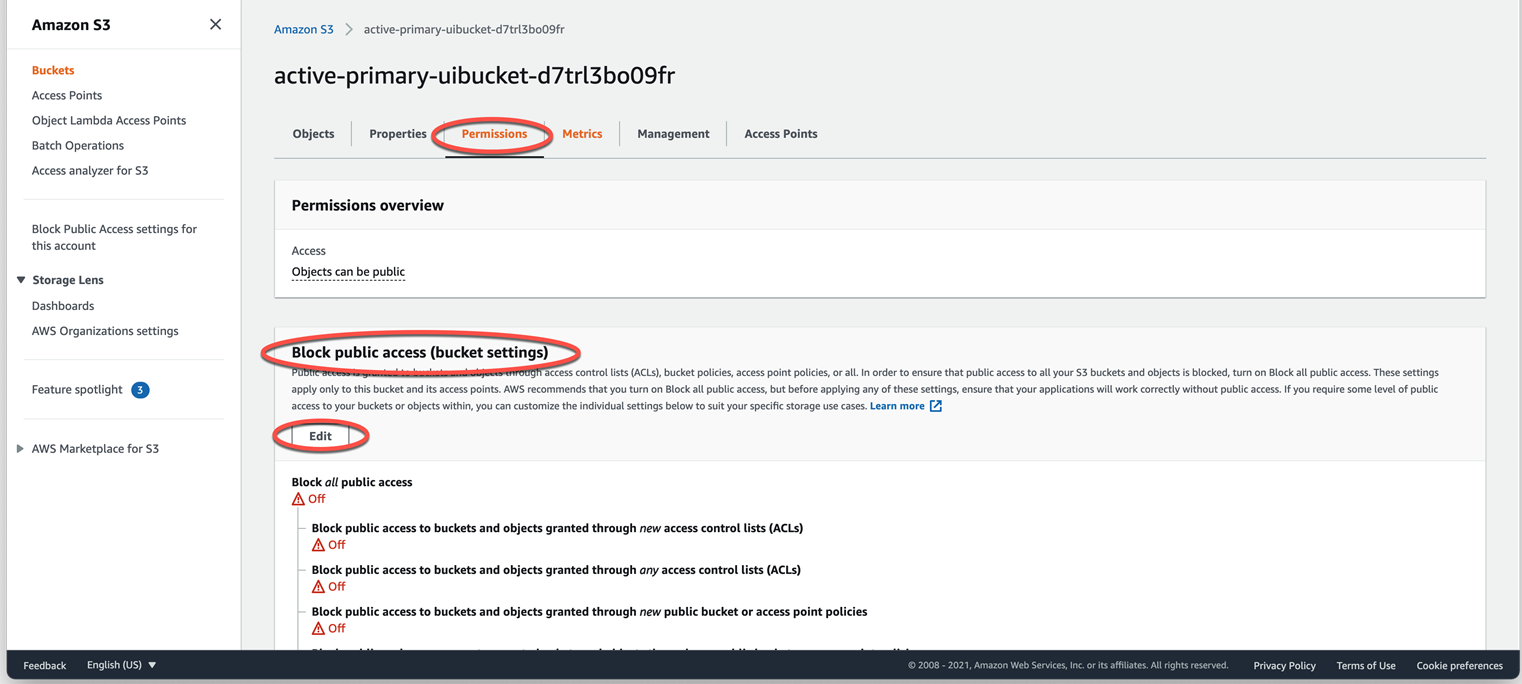 Amazon S3
Buckets
Access Points
Object Lambda Access Points
Batch Operations
Access analyzer for S3
Block Public Access settings for
this account
Storage Lens
Dashboards
AWS Organizations settings
Feature spotlight 3
AWS Marketplace for S3
Amazon S3 > active-primary-uibucket-d7trl3bo09fr
active-primary-uibucket-d7trl3bo09fr
Objects Properties Permissions Metrics Management Access Points
Permissions overview
Access
Objects can be public
Block public access (bucket settings)
Public access is granted to buckets and objects through access control lists (ACLs), bucket policies, access point policies, or all. In order to ensure that public access to all your S3 buckets and objects is blocked, turn on Block all public access. These settings
apply only to this bucket and its access points. AWS recommends that you turn on Block all public access, but before applying any of these settings, ensure that your applications will work correctly without public access. If you require some level of public
access to your buckets or objects within, you can customize the individual settings below to suit your specific storage use cases. Learn more
Edit
Block all public access
Off
Block public access to buckets and objects granted through new access control lists (ACLs)
Off
Block public access to buckets and objects granted through any access control lists (ACLs)
Off
Block public access to buckets and objects granted through new public bucket or access point policies
Off
Feedback English (US) © 2008 - 2021, Amazon Web Services, Inc. or its affiliates. All rights reserved. Privacy Policy Terms of Use Cookie preferences